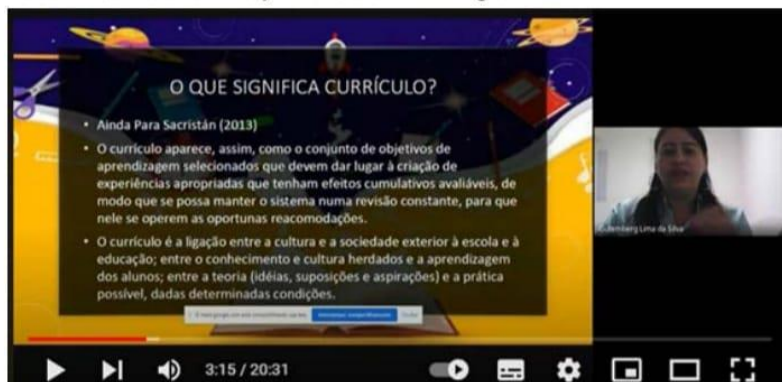 O QUE SIGNIFICA CURRÍCULO?
• Ainda Para Sacristán (2013)
• O currículo aparece, assim, como o conjunto de objetivos de
aprendizagem selecionados que devem dar lugar à criação de
experiências apropriadas que tenham efeitos cumulativos avaliáveis, de
modo que se possa manter o sistema numa revisão constante, para que
nele se operem as oportunas reacomodações.
• O currículo é a ligação entre a cultura e a sociedade exterior à escola e à
educação; entre o conhecimento e cultura herdados e a aprendizagem
dos alunos; entre a teoria (idéias, suposições e aspirações) e a prática
possível, dadas determinadas condições.
Lima da Silva
3:15 / 20:31